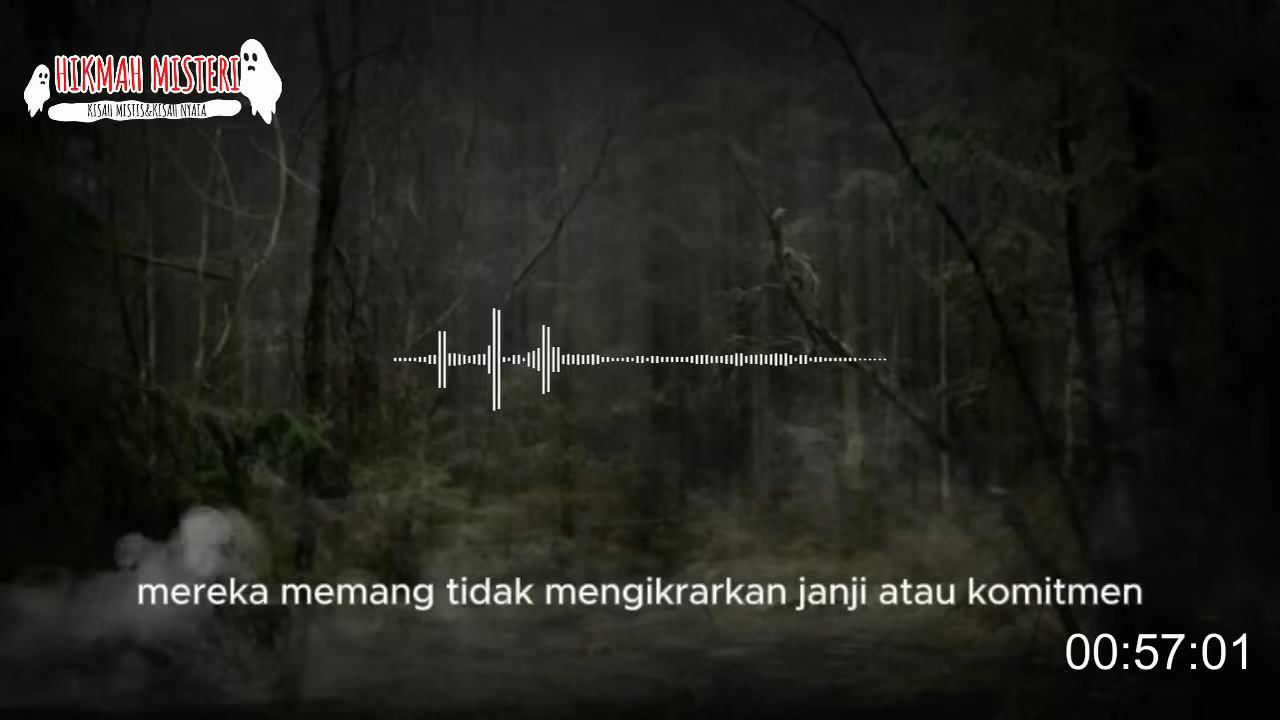 HIKMAH MISTERI
KISAH MISTIS&KISAH NYATA
mereka memang tidak mengikrarkan janji atau komitmen
00:57:01